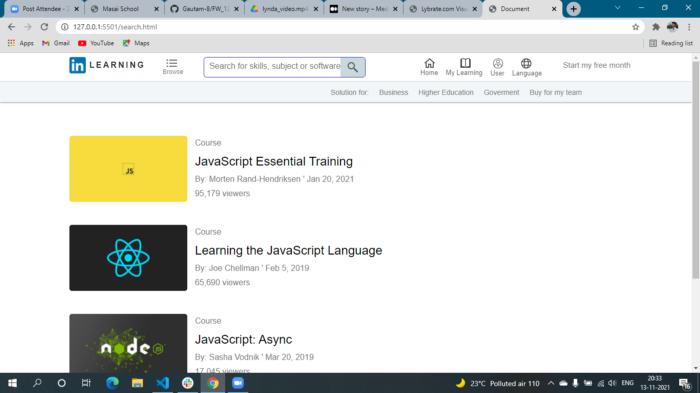 Post Attendee - Z
Masai School
Gautam-8/FW_12
lynda_video.mp4
New story – Med
Lybrate.com Visu
Document
127.0.0.1:5501/search.html
Apps
Gmail
YouTube
Maps
Reading list
in LEARNING
Browse
Search for skills, subject or software
Home
My Learning
User
Language
Start my free month
Solution for:
Business
Higher Education
Goverment
Buy for my team
JS
Course
JavaScript Essential Training
By: Morten Rand-Hendriksen ' Jan 20, 2021
95,179 viewers
Course
Learning the JavaScript Language
By: Joe Chellman ' Feb 5, 2019
65,690 viewers
node
JS
Course
JavaScript: Async
By: Sasha Vodnik ' Mar 20, 2019
17,045 viewers
23°C Polluted air 110
ENG
20:33
13-11-2021